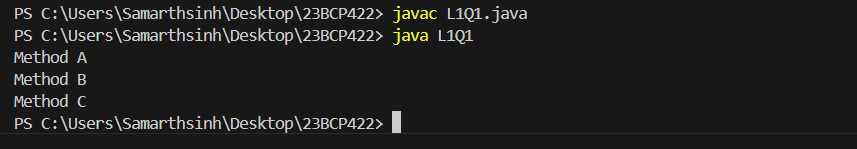 PS C:\Users\Samarthsinh\Desktop\23BCP422> javac L1Q1.java
PS C:\Users\Samarthsinh\Desktop\23BCP422> java L1Q1
Method A
Method B
Method C
PS C:\Users\Samarthsinh\Desktop\23BCP422>